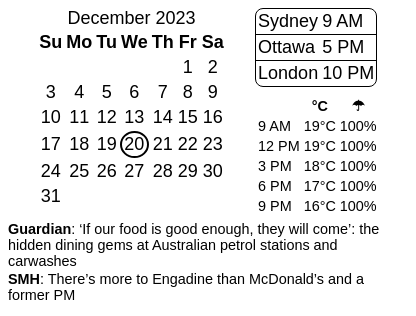 December 2023
Su Mo Tu We Th Fr Sa
1 2
3 4 5 6 7 8 9
10 11 12 13 14 15 16
17 18 19 20 21 22 23
24 25 26 27 28 29 30
31
Sydney 9 AM
Ottawa 5 PM
London 10 PM
°C ☂
9 AM 19°C 100%
12 PM 19°C 100%
3 PM 18°C 100%
6 PM 17°C 100%
9 PM 16°C 100%
Guardian: ‘If our food is good enough, they will come’: the
hidden dining gems at Australian petrol stations and
carwashes
SMH: There’s more to Engadine than McDonald’s and a
former PM